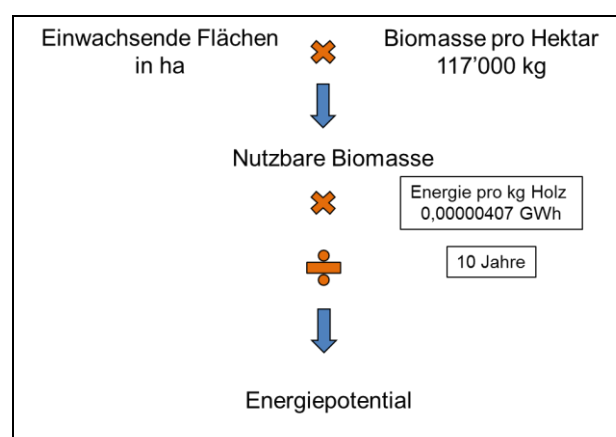 Einwachsende Flächen
in ha
Biomasse pro Hektar
117’000 kg
Nutzbare Biomasse
Energie pro kg Holz
0,00000407 GWh
10 Jahre
Energiepotential